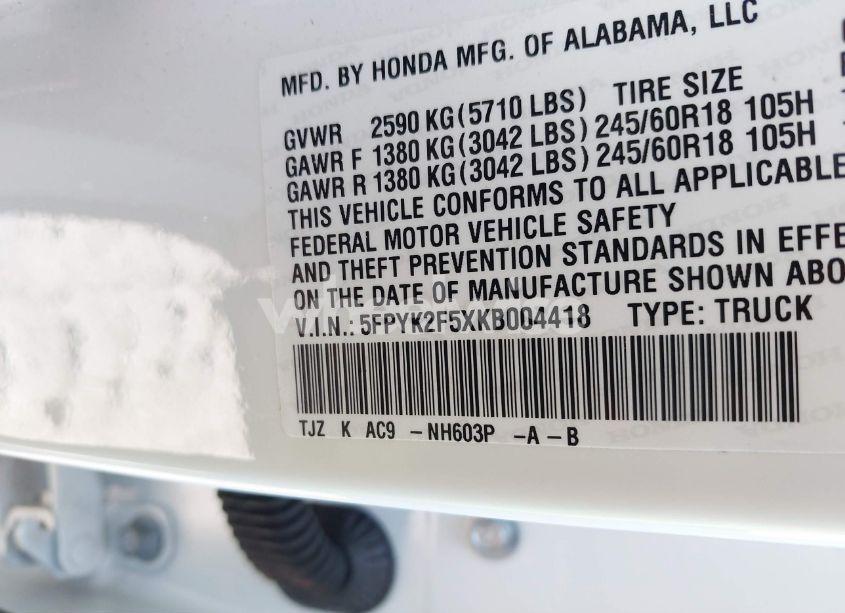 MFD. BY HONDA MFG. OF ALABAMA, LLC
GVWR 2590 KG(5710 LBS) TIRE SIZE
GAWR F 1380 KG(3042 LBS) 245/60R18 105H
GAWR R 1380 KG(3042 LBS) 245/60R18 105H
THIS VEHICLE CONFORMS TO ALL APPLICABLE
FEDERAL MOTOR VEHICLE SAFETY
AND THEFT PREVENTION STANDARDS IN EFFE
ON THE DATE OF MANUFACTURE SHOWN ABO
V.I.N.: 5FPYK2F5XKB004418 TYPE: TRUCK
TJZ K AC9 -NH603P -A -B